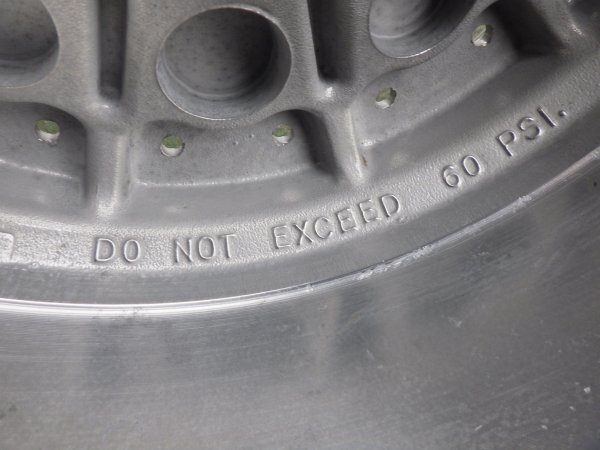 DO NOT EXCEED 60 PSI.